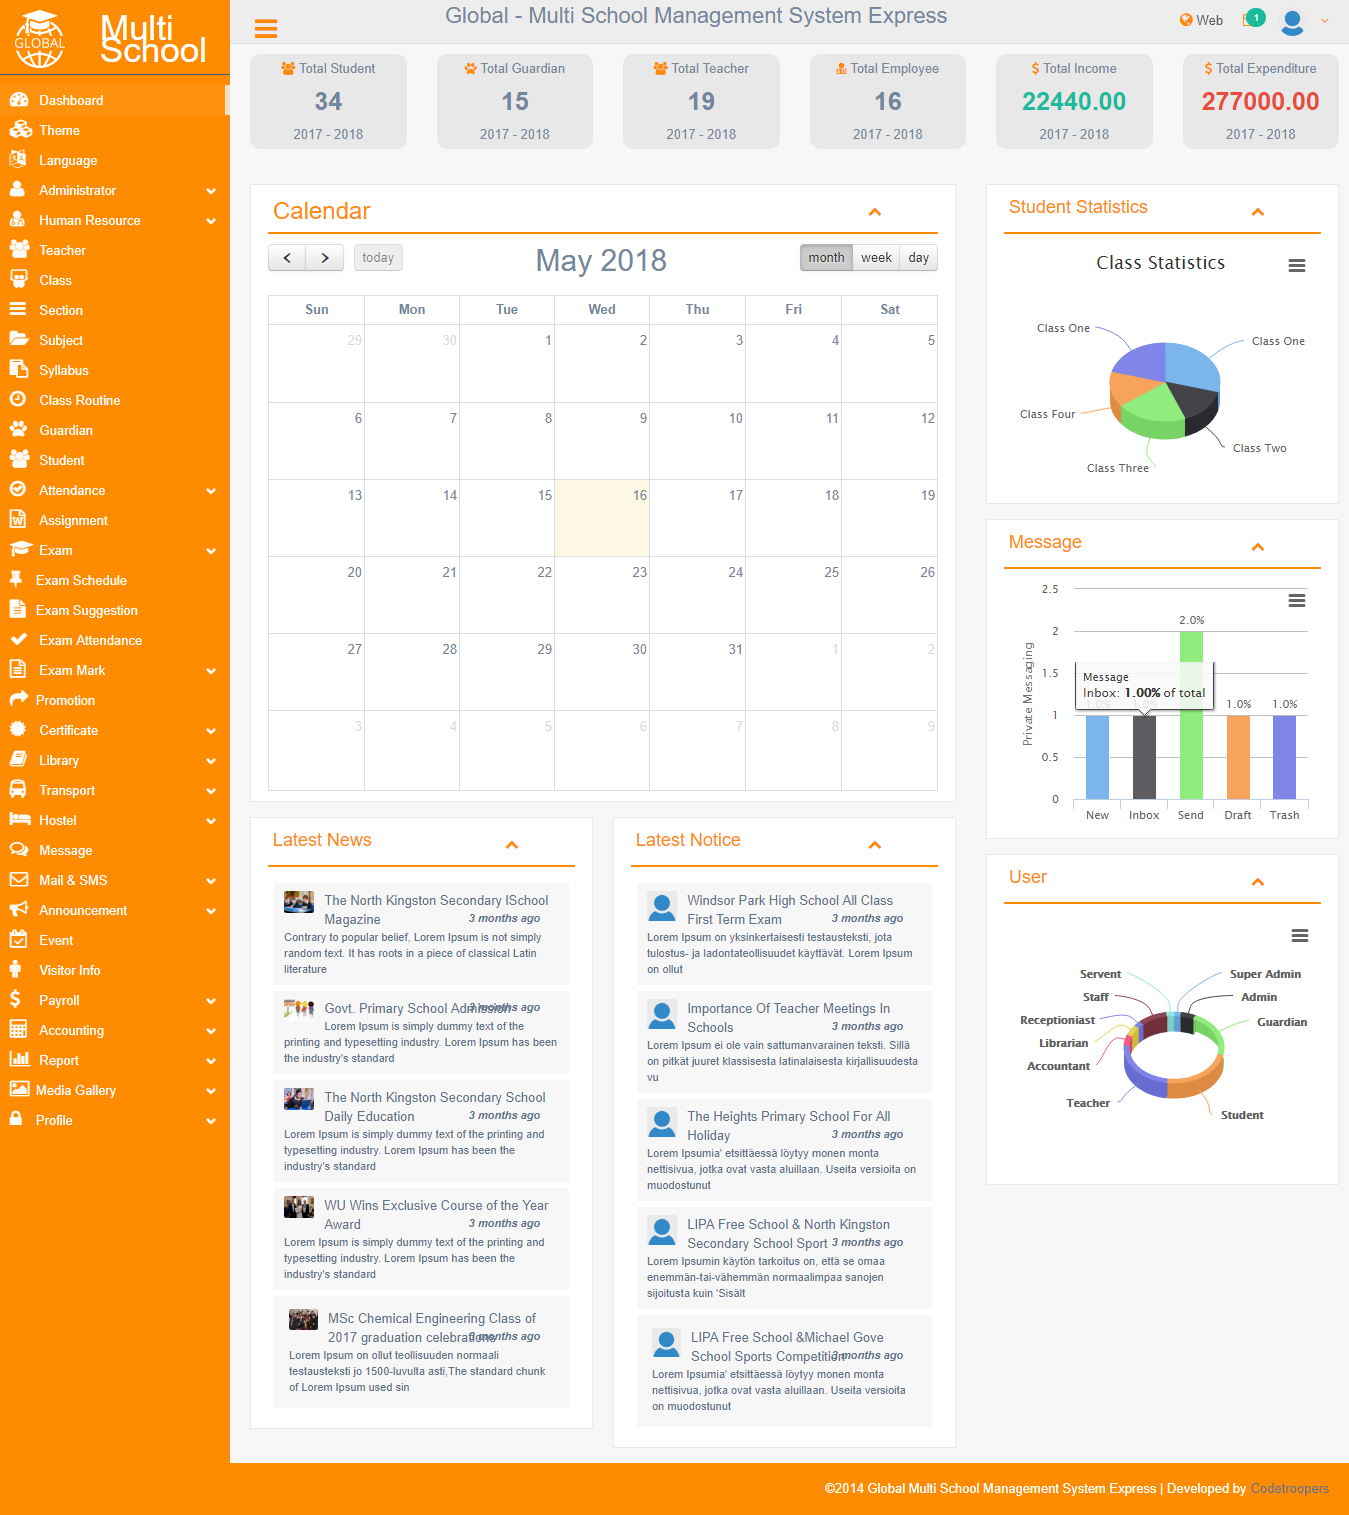 GLOBAL
Multi
School
Global - Multi School Management System Express
Web
1
Dashboard
Theme
Language
Administrator
Human Resource
Teacher
Class
Section
Subject
Syllabus
Class Routine
Guardian
Student
Attendance
Assignment
Exam
Exam Schedule
Exam Suggestion
Exam Attendance
Exam Mark
Promotion
Certificate
Library
Transport
Hostel
Message
Mail & SMS
Announcement
Event
Visitor Info
Payroll
Accounting
Report
Media Gallery
Profile
Total Student
34
2017 - 2018
Total Guardian
15
2017 - 2018
Total Teacher
19
2017 - 2018
Total Employee
16
2017 - 2018
$ Total Income
22440.00
2017 - 2018
$ Total Expenditure
277000.00
2017 - 2018
Calendar
today
May 2018
month week day
Sun Mon Tue Wed Thu Fri Sat
29 30 1 2 3 4 5
6 7 8 9 10 11 12
13 14 15 16 17 18 19
20 21 22 23 24 25 26
27 28 29 30 31 1 2
3 4 5 6 7 8 9
Student Statistics
Class Statistics
Class One
Class One
Class Four
Class Two
Class Three
Message
2.5
2
1.5
1
0.5
0
Private Messaging
2.0%
Message
Inbox: 1.00% of total
1.0%
1.0%
1.0%
1.0%
New Inbox Send Draft Trash
User
Servent
Super Admin
Staff
Admin
Receptioniast
Guardian
Librarian
Accountant
Teacher
Student
Latest News
The North Kingston Secondary ISchool
Magazine 3 months ago
Contrary to popular belief, Lorem Ipsum is not simply
random text. It has roots in a piece of classical Latin
literature
Govt. Primary School Admission 3 months ago
Lorem Ipsum is simply dummy text of the
printing and typesetting industry. Lorem Ipsum has been
the industry's standard
The North Kingston Secondary School
Daily Education 3 months ago
Lorem Ipsum is simply dummy text of the printing and
typesetting industry. Lorem Ipsum has been the
industry's standard
WU Wins Exclusive Course of the Year
Award 3 months ago
Lorem Ipsum is simply dummy text of the printing and
typesetting industry. Lorem Ipsum has been the
industry's standard
MSc Chemical Engineering Class of
2017 graduation celebrations 3 months ago
Lorem Ipsum on ollut teollisuuden normaali
testausteksti jo 1500-luvulta asti,The standard chunk
of Lorem Ipsum used sin
Latest Notice
Windsor Park High School All Class
First Term Exam 3 months ago
Lorem Ipsum on yksinkertaisesti testausteksti, jota
tulostus- ja ladontateollisuudet käyttävät. Lorem Ipsum
on ollut
Importance Of Teacher Meetings In
Schools 3 months ago
Lorem Ipsum ei ole vain sattumanvarainen teksti. Sillä
on pitkät juuret klassisesta latinalaisesta kirjallisuudesta
vu
The Heights Primary School For All
Holiday 3 months ago
Lorem Ipsumia' etsittäessä löytyy monen monta
nettisivua, jotka ovat vasta aluillaan. Useita versioita on
muodostunut
LIPA Free School & North Kingston
Secondary School Sport 3 months ago
Lorem Ipsumin käytön tarkoitus on, että se omaa
enemmän-tai-vähemmän normaalimpaa sanojen
sijoitusta kuin 'Sisält
LIPA Free School &Michael Gove
School Sports Competition 3 months ago
Lorem Ipsumia' etsittäessä löytyy monen monta
nettisivua, jotka ovat vasta aluillaan. Useita versioita
on muodostunut
©2014 Global Multi School Management System Express | Developed by Codetroopers